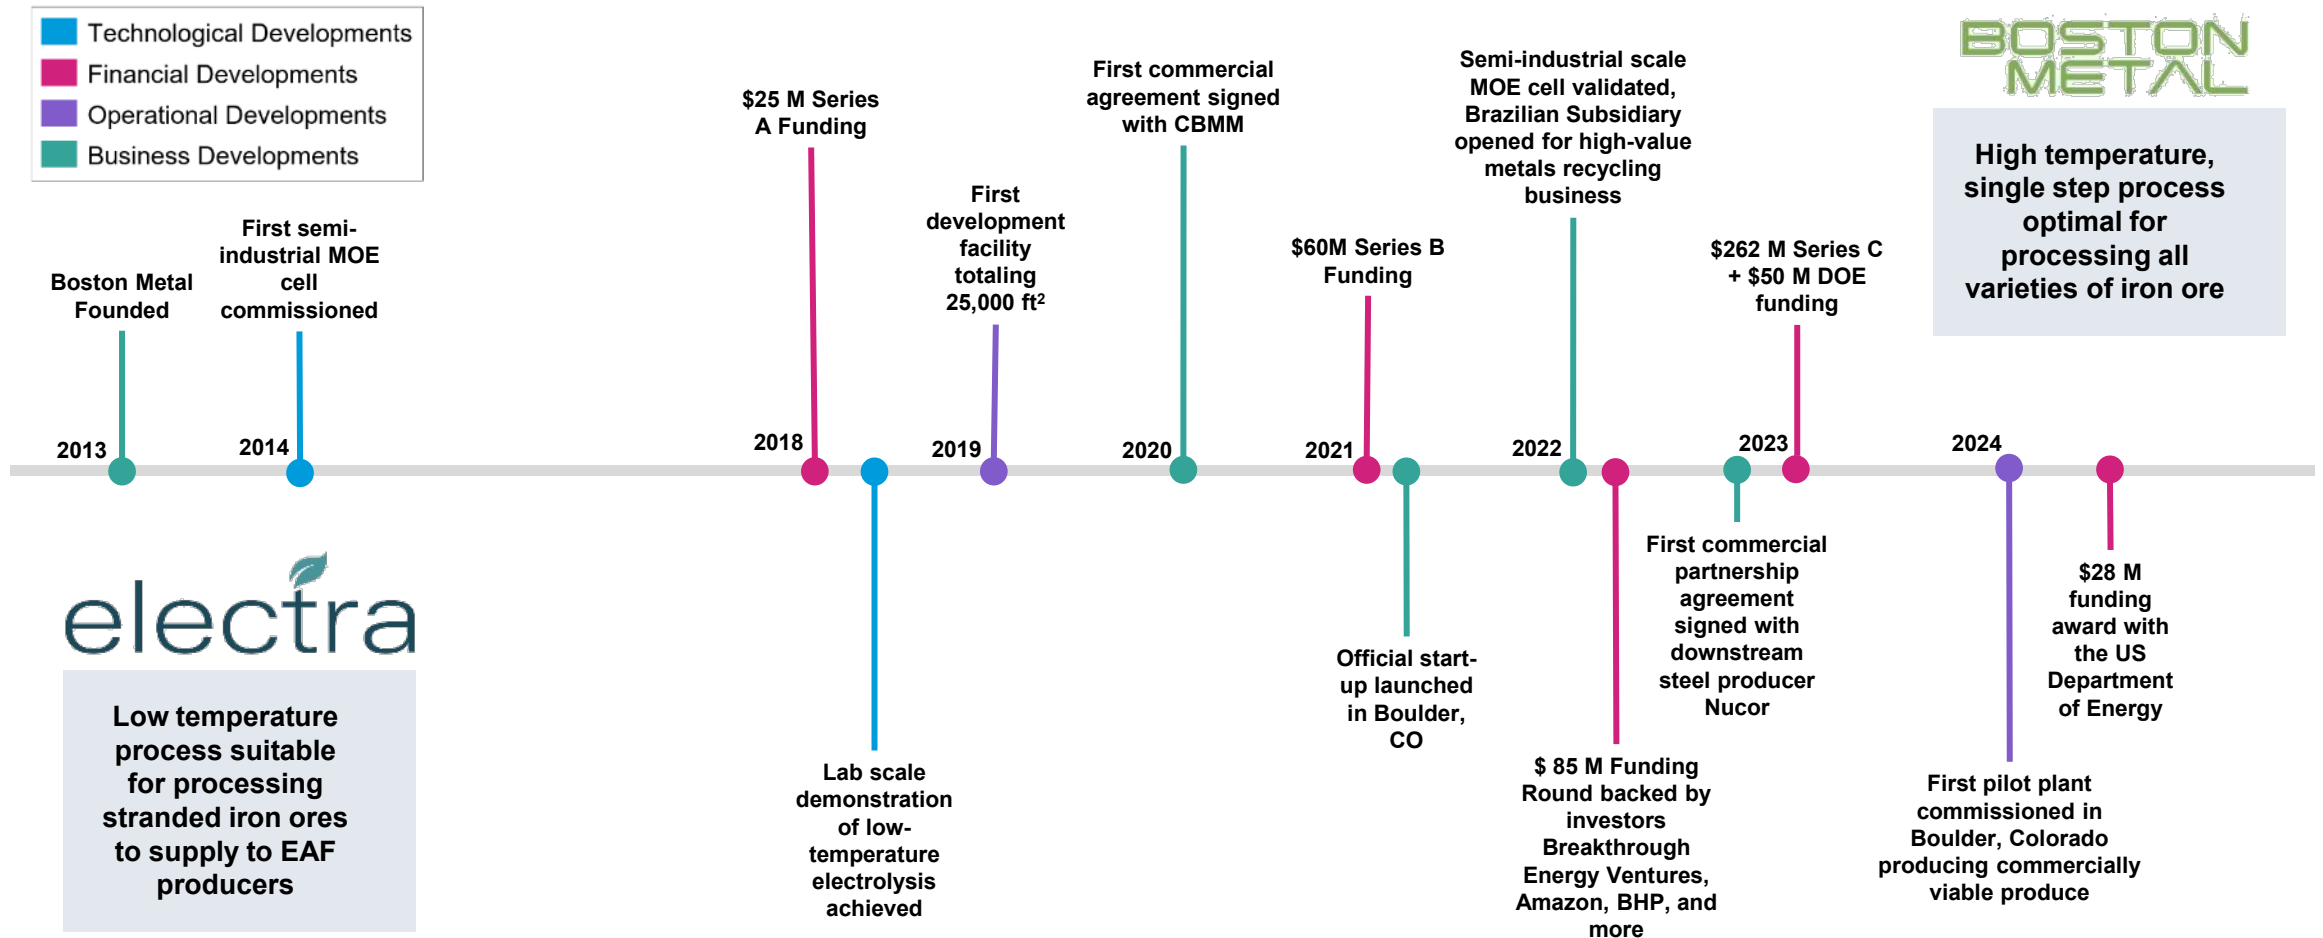 Technological Developments
Financial Developments
Operational Developments
Business Developments
BOSTON
METAL
High temperature,
single step process
optimal for
processing all
varieties of iron ore
Boston Metal
Founded
First semi-
industrial MOE
cell
commissioned
$25 M Series
A Funding
First
development
facility
totaling
25,000 ft²
First commercial
agreement signed
with CBMM
$60M Series B
Funding
Semi-industrial scale
MOE cell validated,
Brazilian Subsidiary
opened for high-value
metals recycling
business
$262 M Series C
+ $50 M DOE
funding
2013
2014
2018
2019
2020
2021
2022
2023
2024
electra
Low temperature
process suitable
for processing
stranded iron ores
to supply to EAF
producers
Lab scale
demonstration
of low-
temperature
electrolysis
achieved
Official start-
up launched
in Boulder,
CO
$ 85 M Funding
Round backed by
investors
Breakthrough
Energy Ventures,
Amazon, BHP, and
more
First commercial
partnership
agreement
signed with
downstream
steel producer
Nucor
First pilot plant
commissioned in
Boulder, Colorado
producing commercially
viable produce
$28 M
funding
award with
the US
Department
of Energy